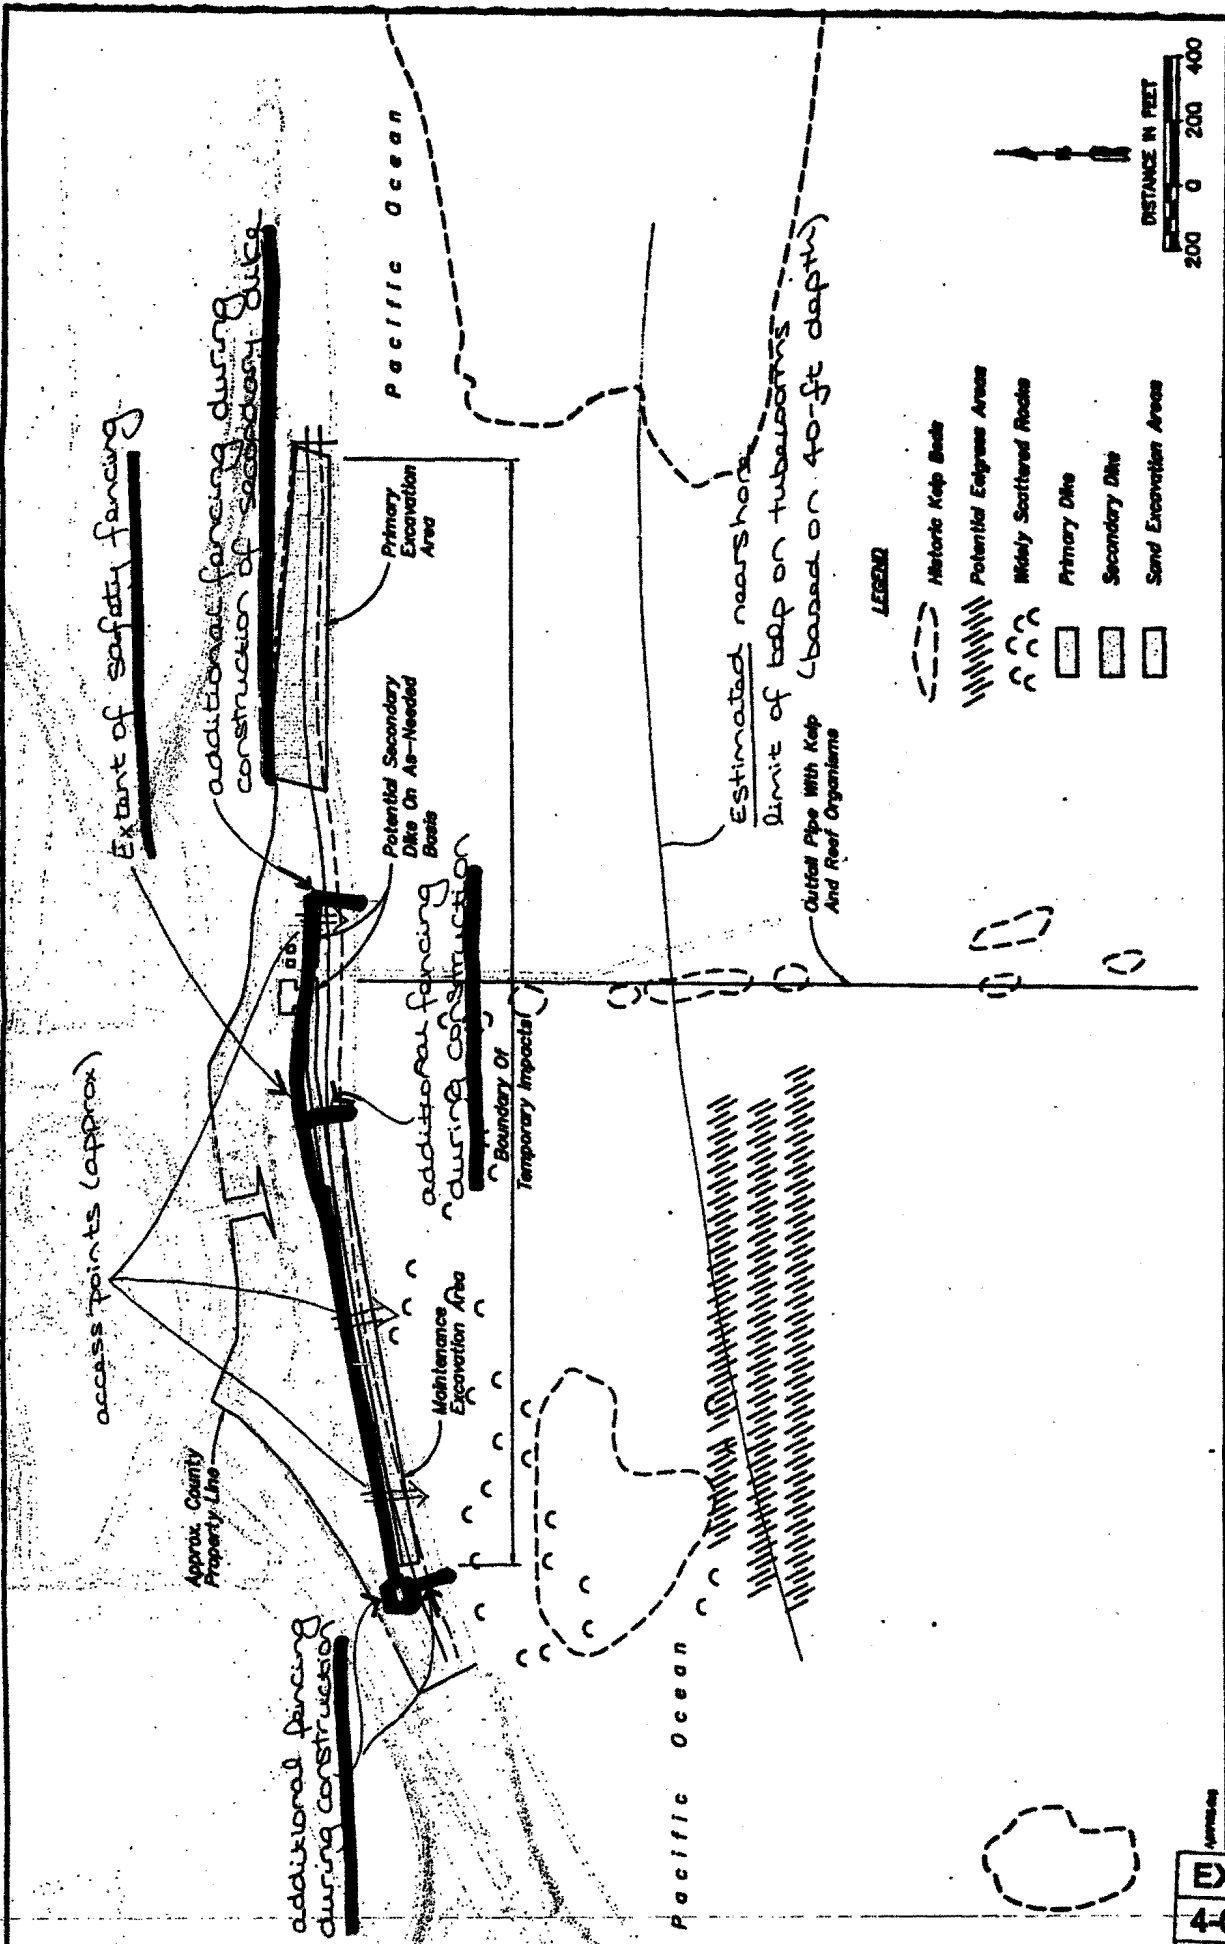 access points (approx)
Extent of safety fencing
additional fencing during
construction of secondary dike
Approx. County
Property Line
additional fencing
during construction
Maintenance
Excavation Area
additional fencing
during construction
Boundary Of
Temporary Impacts
Potential Secondary
Dike On As-Needed
Basis
Primary
Excavation
Area
Pacific Ocean
Pacific Ocean
Estimated nearshore
limit of kelp on tubeworms
(based on 40-ft depth)
Outfall Pipe With Kelp
And Reef Organisms
LEGEND
Historic Kelp Beds
Potential Eelgrass Areas
Widely Scattered Rocks
Primary Dike
Secondary Dike
Sand Excavation Areas
DISTANCE IN FEET
200 0 200 400